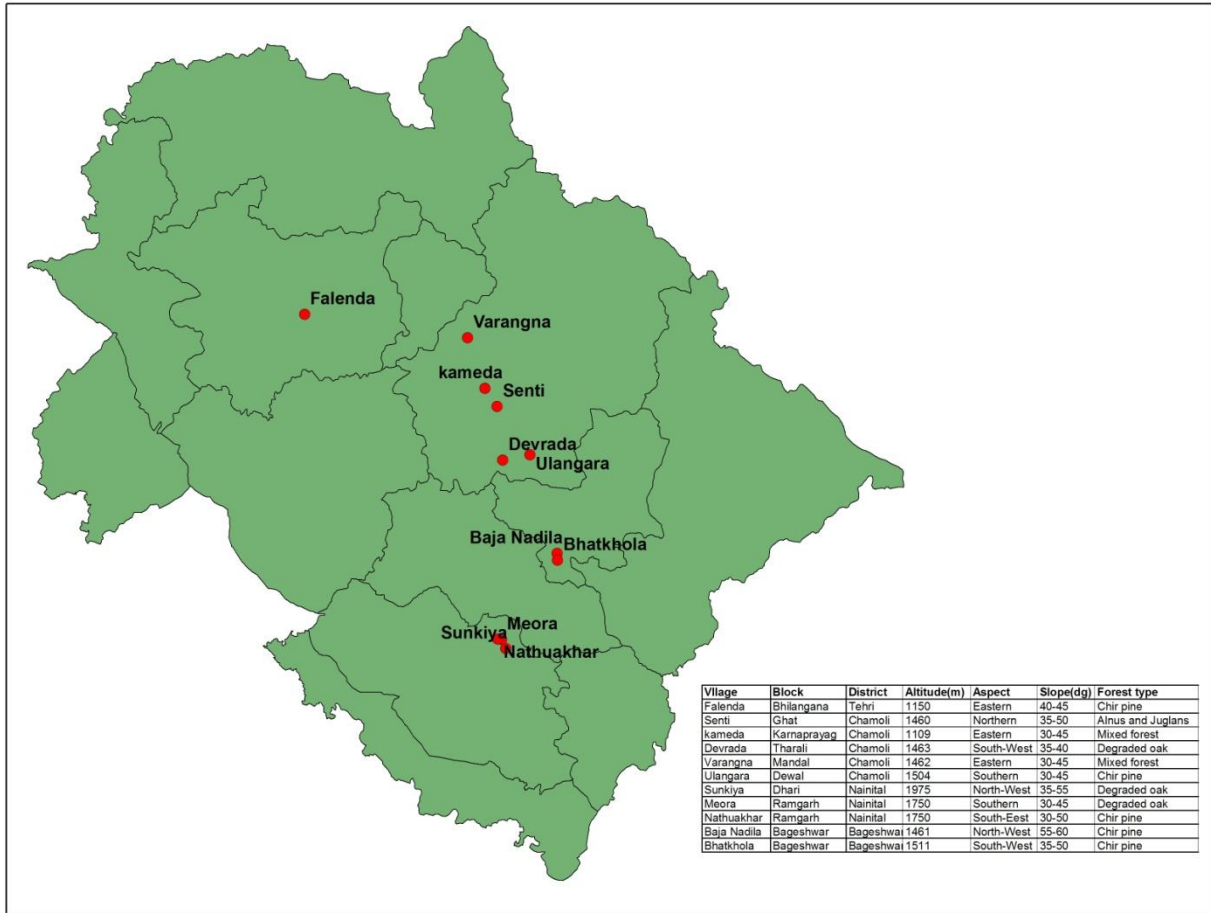 Falenda
Varangna
kameda
Senti
Devrada
Ulangara
Baja Nadila
Bhatkhola
Meora
Sunkiya
Nathuakhar
VIlage Block District Altitude(m) Aspect Slope(dg) Forest type
Falenda Bhilangana Tehri 1150 Eastern 40-45 Chir pine
Senti Ghat Chamoli 1460 Northern 35-50 Alnus and Juglans
kameda Karnaprayag Chamoli 1109 Eastern 30-45 Mixed forest
Devrada Tharali Chamoli 1463 South-West 35-40 Degraded oak
Varangna Mandal Chamoli 1462 Eastern 30-45 Mixed forest
Ulangara Dewal Chamoli 1504 Southern 30-45 Chir pine
Sunkiya Dhari Nainital 1975 North-West 35-55 Degraded oak
Meora Ramgarh Nainital 1750 Southern 30-45 Degraded oak
Nathuakhar Ramgarh Nainital 1750 South-Eest 30-50 Chir pine
Baja Nadila Bageshwar Bageshwar 1461 North-West 55-60 Chir pine
Bhatkhola Bageshwar Bageshwar 1511 South-West 35-50 Chir pine